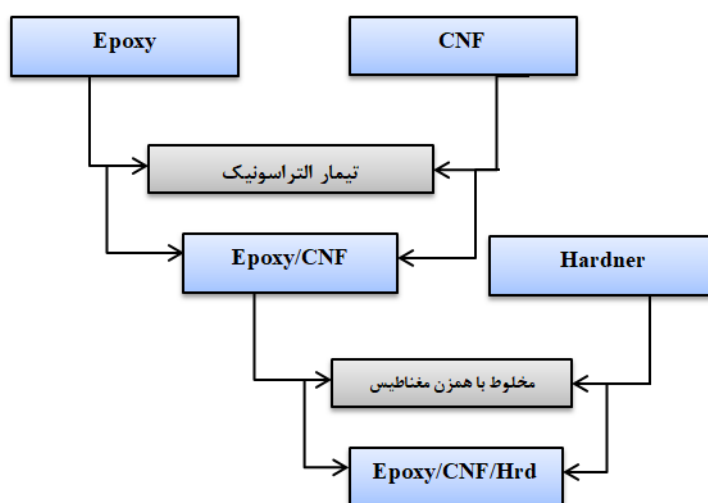 Epoxy
CNF
تیمار التراسونیک
Epoxy/CNF
Hardner
مخلوط با همزن مغناطیس
Epoxy/CNF/Hrd